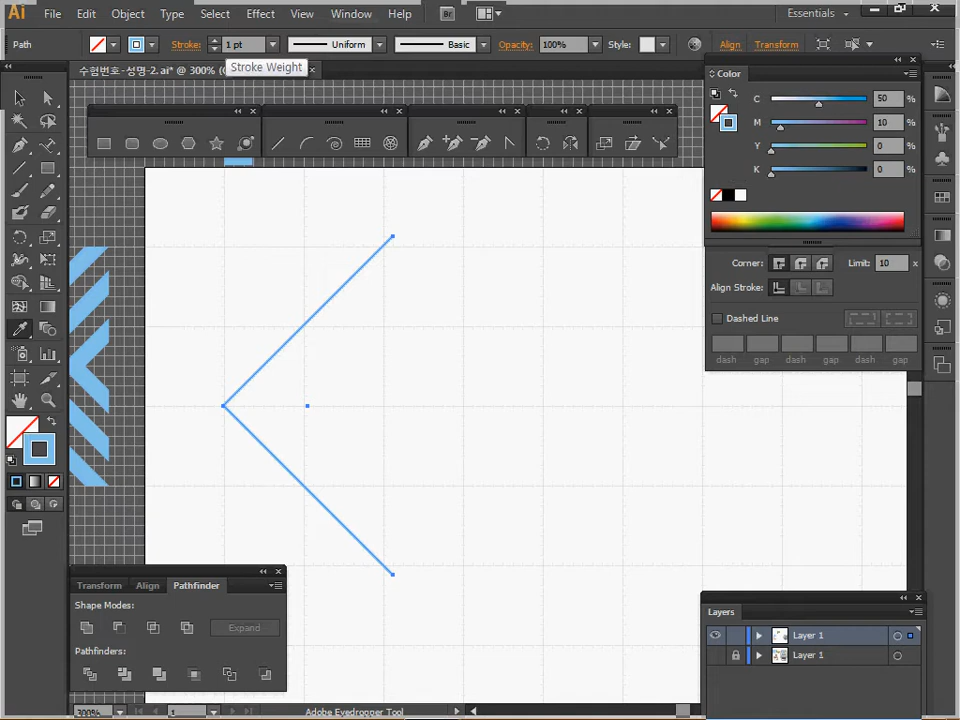 Ai File Edit Object Type Select Effect View Window Help Br Essentials
Path Stroke: 1 pt Uniform Basic Opacity: 100% Style: Align Transform
Stroke Weight
수험번호-성명-2.ai* @ 300% (
Color
C 50 %
M 10 %
Y 0 %
K 0 %
Corner: Limit: 10 x
Align Stroke:
Dashed Line
dash gap dash gap dash gap
Transform Align Pathfinder
Shape Modes:
Expand
Pathfinders:
Layers
Layer 1
Layer 1
300% 1 Adobe Eyedropper Tool